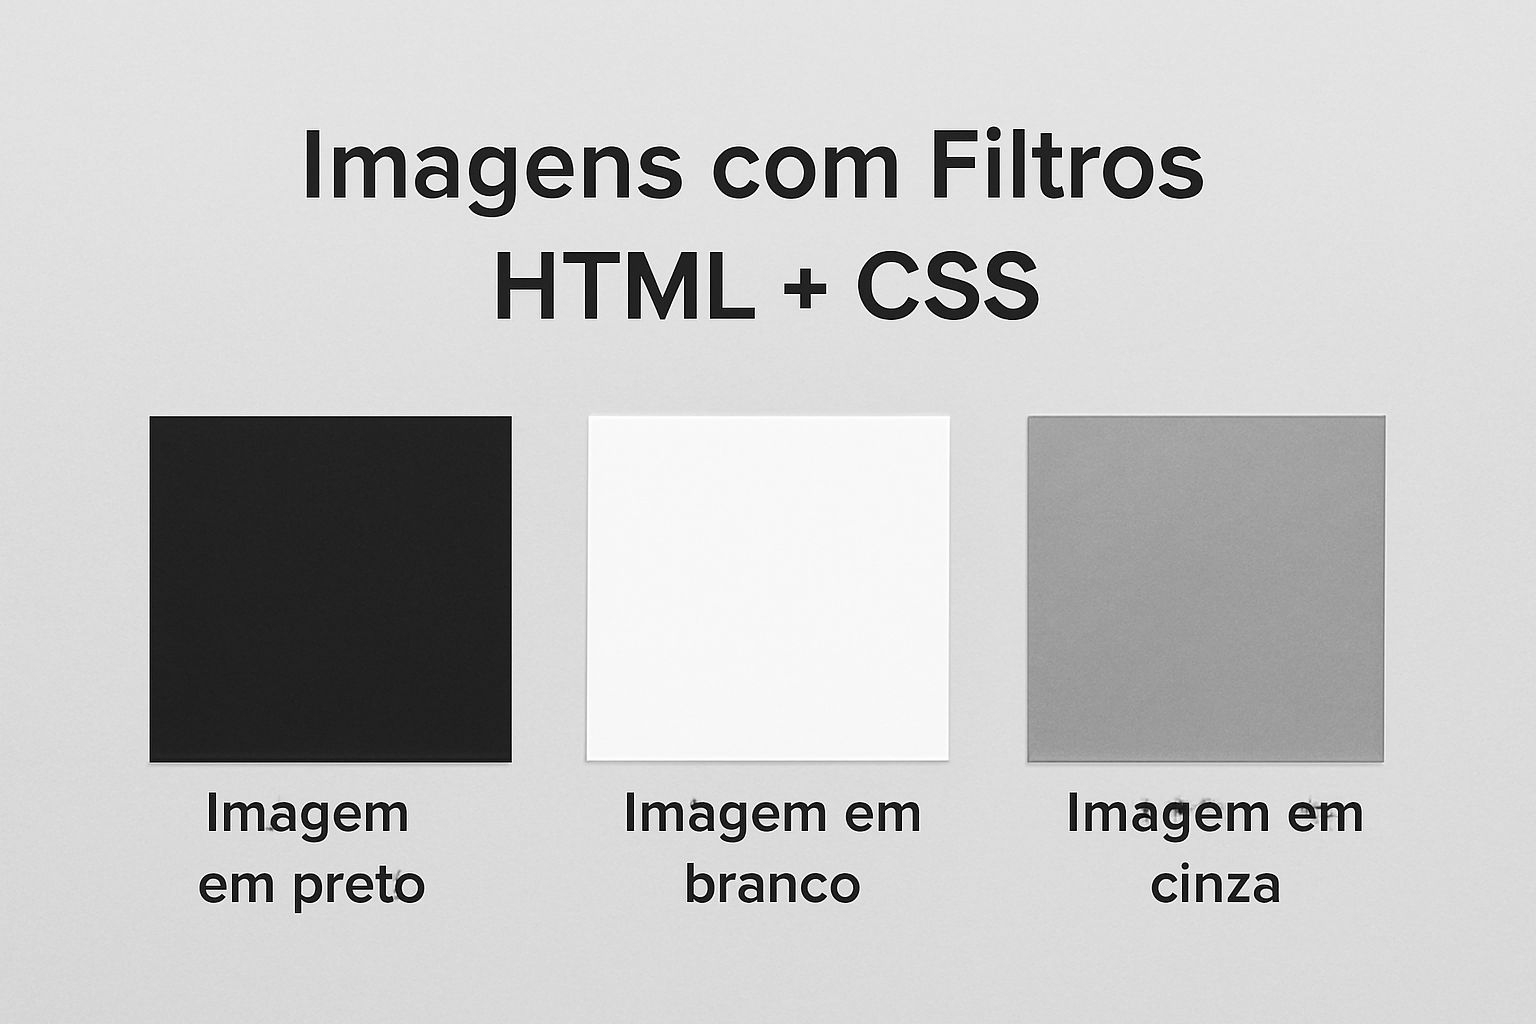 Imagens com Filtros
HTML + CSS
Imagem
em preto
Imagem em
branco
Imagem em
cinza